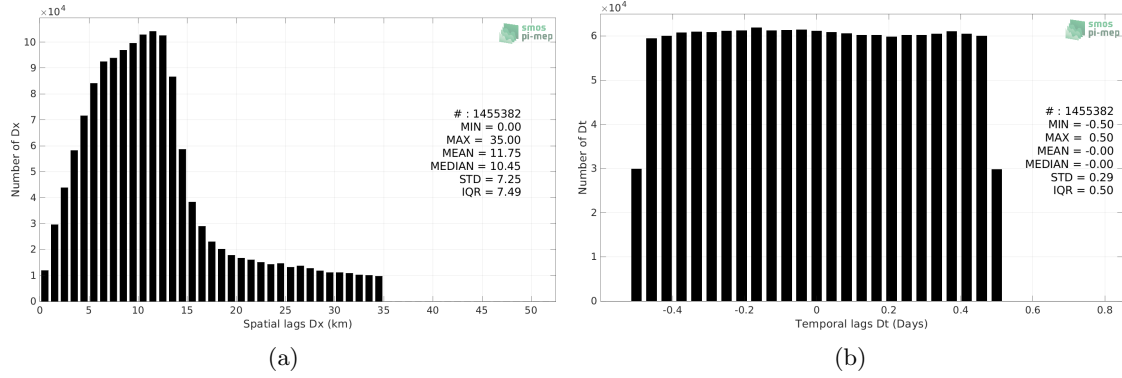 ×10⁴
10
9
8
7
6
5
4
3
2
1
0
Number of Dx
smos
pi-mep
# : 1455382
MIN = 0.00
MAX = 35.00
MEAN = 11.75
MEDIAN = 10.45
STD = 7.25
IQR = 7.49
0 5 10 15 20 25 30 35 40 45 50
Spatial lags Dx (km)
(a)
×10⁴
6
5
4
3
2
1
0
Number of Dt
smos
pi-mep
# : 1455382
MIN = -0.50
MAX = 0.50
MEAN = -0.00
MEDIAN = -0.00
STD = 0.29
IQR = 0.50
-0.4 -0.2 0 0.2 0.4 0.6 0.8
Temporal lags Dt (Days)
(b)